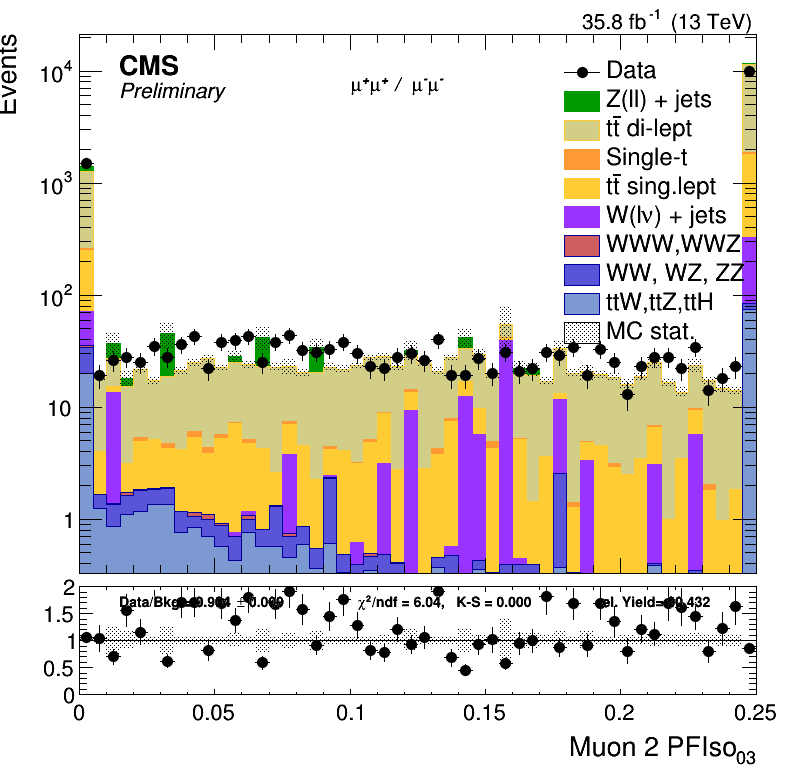 35.8 fb⁻¹ (13 TeV)
Events
CMS
Preliminary
μ⁺μ⁺ / μ⁻μ⁻
Data
Z(ll) + jets
tt̄ di-lept
Single-t
tt̄ sing.lept
W(lν) + jets
WWW,WWZ
WW, WZ, ZZ
ttW,ttZ,ttH
MC stat.
10⁴
10³
10²
10
1
2
1.5
1
0.5
0
Data/Bkg
χ²/ndf = 6.04, K-S = 0.000
0 0.05 0.1 0.15 0.2 0.25
Muon 2 PFIso₀₃